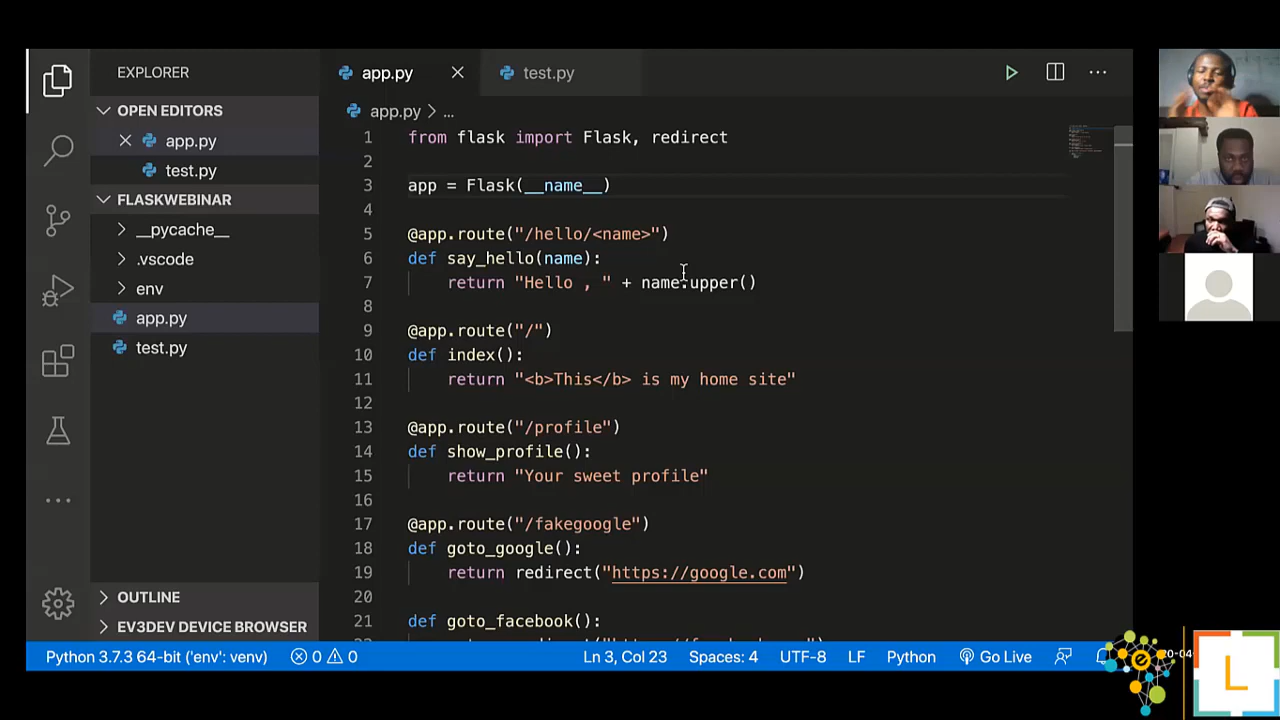 EXPLORER
OPEN EDITORS
app.py
test.py
FLASKWEBINAR
__pycache__
.vscode
env
app.py
test.py
OUTLINE
EV3DEV DEVICE BROWSER
app.py
test.py
app.py > ...
1 from flask import Flask, redirect
2
3 app = Flask(__name__)
4
5 @app.route("/hello/<name>")
6 def say_hello(name):
7 return "Hello , " + name.upper()
8
9 @app.route("/")
10 def index():
11 return "<b>This</b> is my home site"
12
13 @app.route("/profile")
14 def show_profile():
15 return "Your sweet profile"
16
17 @app.route("/fakegoogle")
18 def goto_google():
19 return redirect("https://google.com")
20
21 def goto_facebook():
Python 3.7.3 64-bit ('env': venv) 0 0 Ln 3, Col 23 Spaces: 4 UTF-8 LF Python Go Live
L